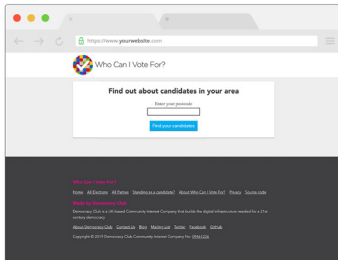 https://www.yourwebsite.com
Who Can I Vote For?
Find out about candidates in your area
Enter your postcode
Find your candidates
Who Can I Vote For?
Home All Elections All Parties Standing as a candidate? About Who Can I Vote For? Privacy Source code
Made by Democracy Club
Democracy Club is a UK-based Community Interest Company that builds the digital infrastructure needed for a 21st
century democracy
About Democracy Club Contact Us Blog Mailing List Twitter Facebook GitHub
Copyright © 2019 Democracy Club Community Interest Company No: 09461226